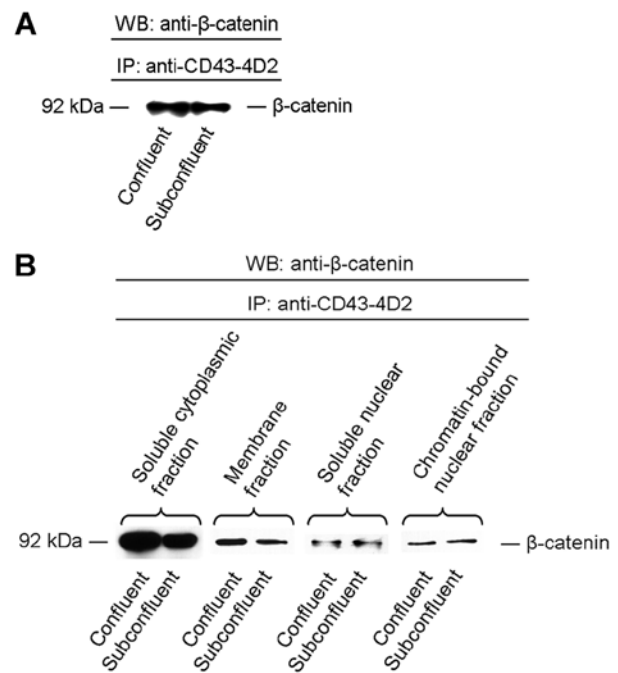 A
WB: anti-β-catenin
IP: anti-CD43-4D2
92 kDa — — β-catenin
Confluent
Subconfluent
B
WB: anti-β-catenin
IP: anti-CD43-4D2
Soluble cytoplasmic
fraction
Membrane
fraction
Soluble nuclear
fraction
Chromatin-bound
nuclear fraction
92 kDa — — β-catenin
Confluent
Subconfluent
Confluent
Subconfluent
Confluent
Subconfluent
Confluent
Subconfluent